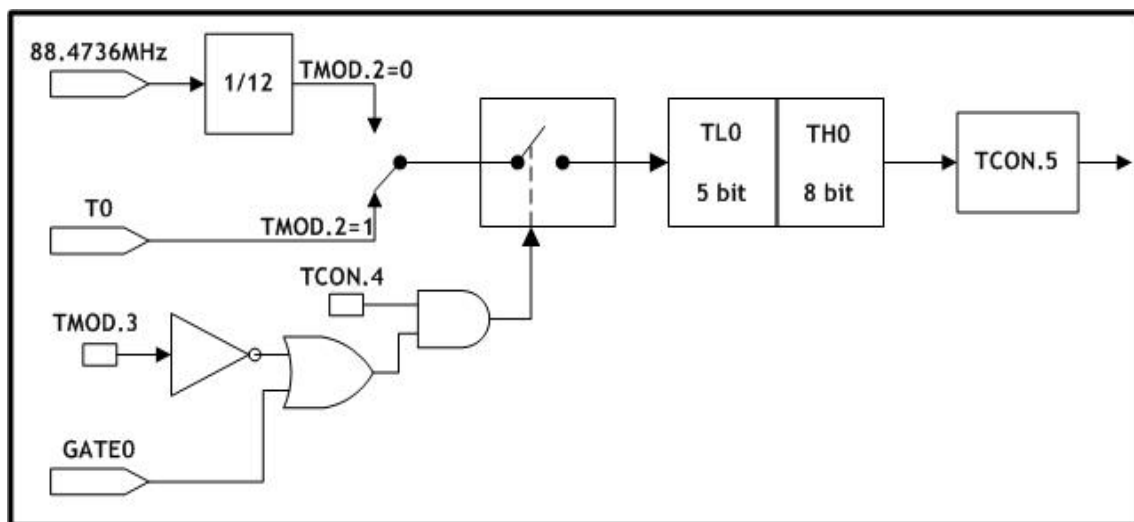 88.4736MHz
1/12
TMOD.2=0
TL0
TH0
5 bit
8 bit
TCON.5
T0
TMOD.2=1
TCON.4
TMOD.3
GATE0